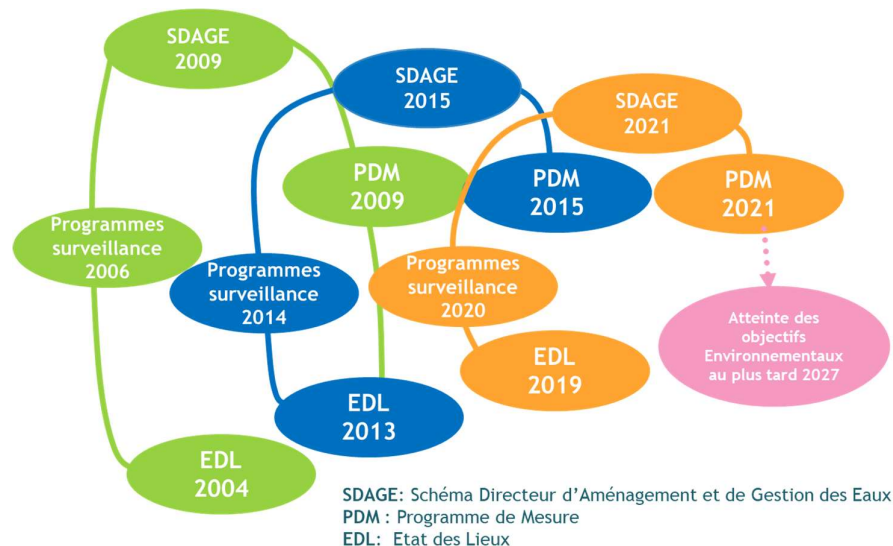 SDAGE
2009
SDAGE
2015
SDAGE
2021
PDM
2009
PDM
2015
PDM
2021
Programmes
surveillance
2006
Programmes
surveillance
2014
Programmes
surveillance
2020
Atteinte des
objectifs
Environnementaux
au plus tard 2027
EDL
2019
EDL
2013
EDL
2004
SDAGE: Schéma Directeur d’Aménagement et de Gestion des Eaux
PDM : Programme de Mesure
EDL: Etat des Lieux